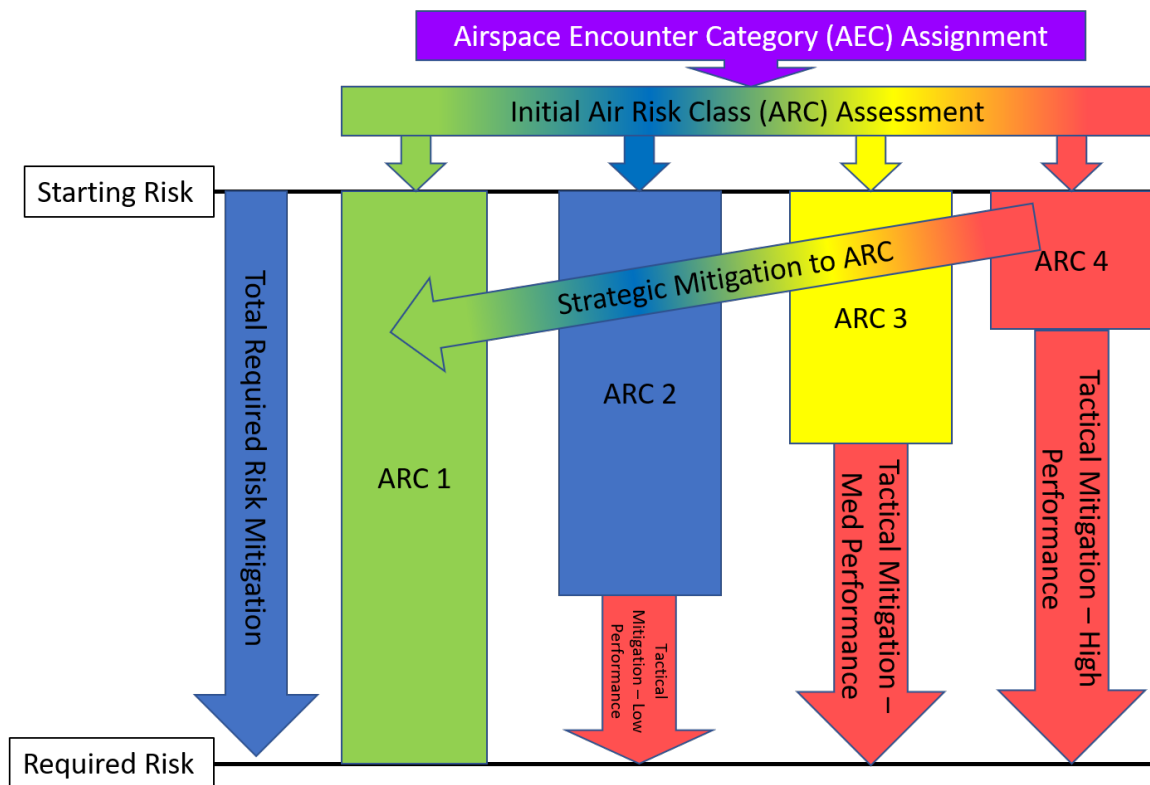 Airspace Encounter Category (AEC) Assignment
Initial Air Risk Class (ARC) Assessment
Starting Risk
Total Required Risk Mitigation
Strategic Mitigation to ARC
ARC 1
ARC 2
ARC 3
ARC 4
Tactical
Mitigation – Low
Performance
Tactical Mitigation –
Med Performance
Tactical Mitigation – High
Performance
Required Risk